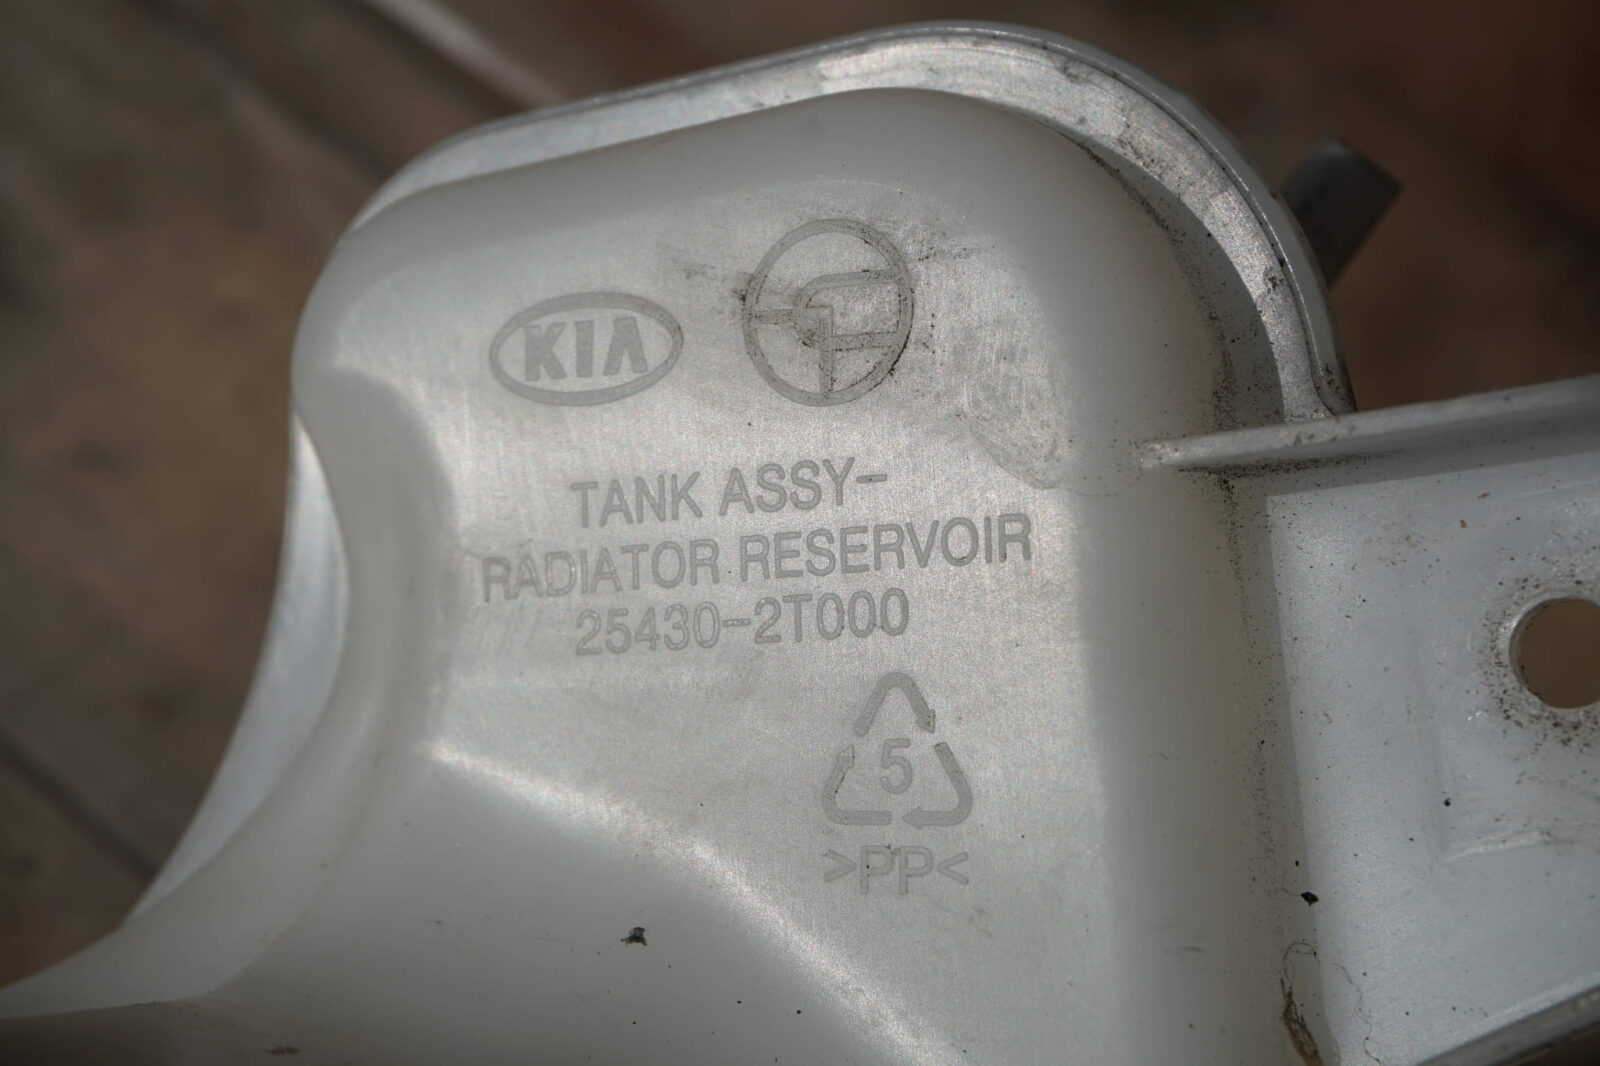 KIA
TANK ASSY-
RADIATOR RESERVOIR
25430-2T000
5
>PP<